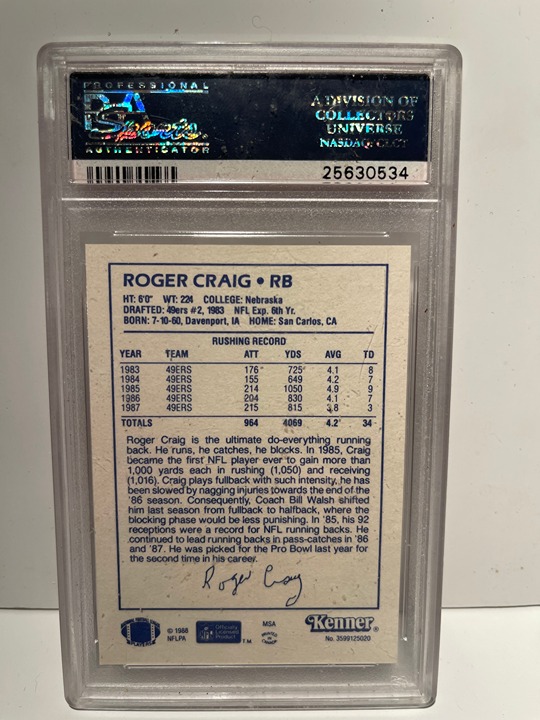 PROFESSIONAL
PSA
AUTHENTICATOR
A DIVISION OF
COLLECTORS
UNIVERSE
NASDAQ: CLCT
25630534
ROGER CRAIG • RB
HT: 6'0" WT: 224 COLLEGE: Nebraska
DRAFTED: 49ers #2, 1983 NFL Exp. 6th Yr.
BORN: 7-10-60, Davenport, IA HOME: San Carlos, CA
RUSHING RECORD
YEAR TEAM ATT YDS AVG TD
1983 49ERS 176 725 4.1 8
1984 49ERS 155 649 4.2 7
1985 49ERS 214 1050 4.9 9
1986 49ERS 204 830 4.1 7
1987 49ERS 215 815 3.8 3
TOTALS 964 4069 4.2 34
Roger Craig is the ultimate do-everything running
back. He runs, he catches, he blocks. In 1985, Craig
became the first NFL player ever to gain more than
1,000 yards each in rushing (1,050) and receiving
(1,016). Craig plays fullback with such intensity, he has
been slowed by nagging injuries towards the end of the
'86 season. Consequently, Coach Bill Walsh shifted
him last season from fullback to halfback, where the
blocking phase would be less punishing. In '85, his 92
receptions were a record for NFL running backs. He
continued to lead running backs in pass-catches in '86
and '87. He was picked for the Pro Bowl last year for
the second time in his career.
Roger Craig
PLAYERS
© 1988
NFLPA
NFL
Officially
Licensed
Product
T.M.
MSA
PRINTED IN
CANADA
Kenner®
No. 3599125020